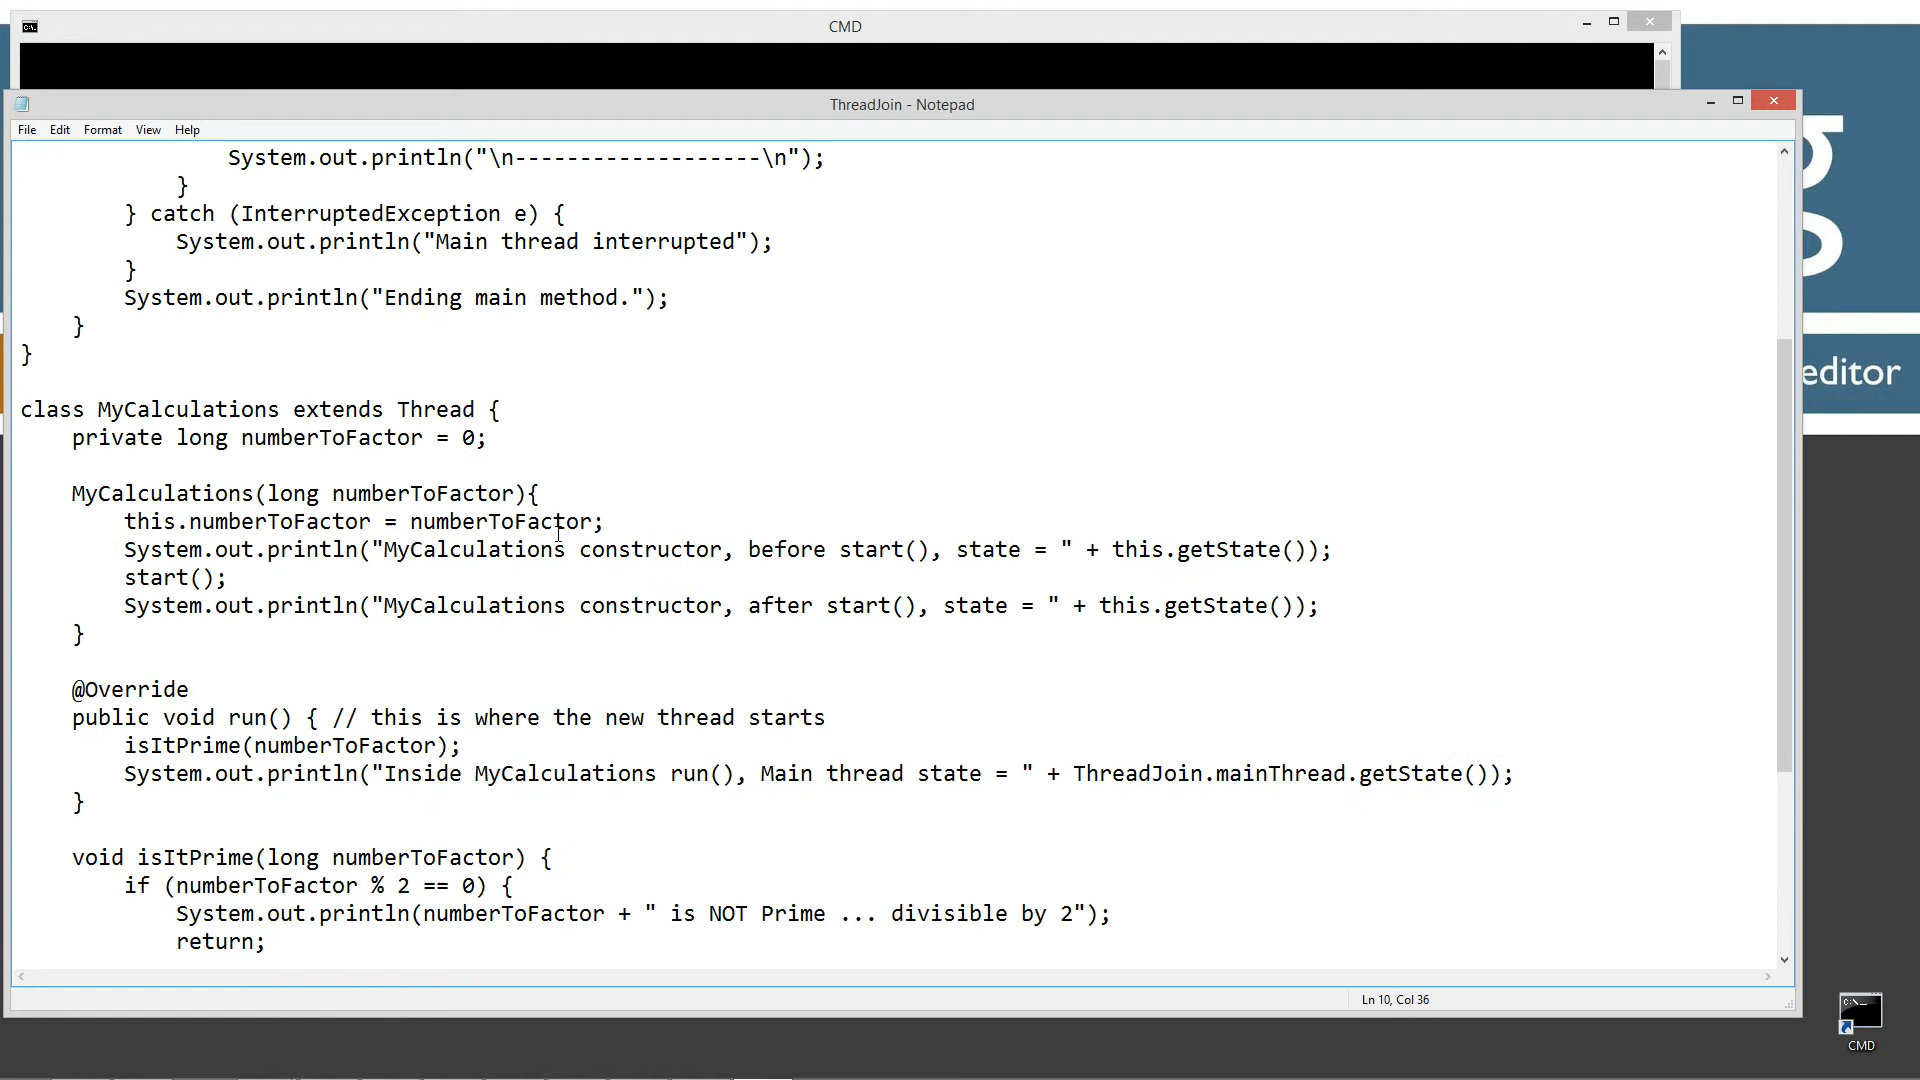 CMD
ThreadJoin - Notepad
File Edit Format View Help
System.out.println("\n-------------------\n");
}
} catch (InterruptedException e) {
System.out.println("Main thread interrupted");
}
System.out.println("Ending main method.");
}
}
class MyCalculations extends Thread {
private long numberToFactor = 0;
MyCalculations(long numberToFactor){
this.numberToFactor = numberToFactor;
System.out.println("MyCalculations constructor, before start(), state = " + this.getState());
start();
System.out.println("MyCalculations constructor, after start(), state = " + this.getState());
}
@Override
public void run() { // this is where the new thread starts
isItPrime(numberToFactor);
System.out.println("Inside MyCalculations run(), Main thread state = " + ThreadJoin.mainThread.getState());
}
void isItPrime(long numberToFactor) {
if (numberToFactor % 2 == 0) {
System.out.println(numberToFactor + " is NOT Prime ... divisible by 2");
return;
Ln 10, Col 36
editor
CMD